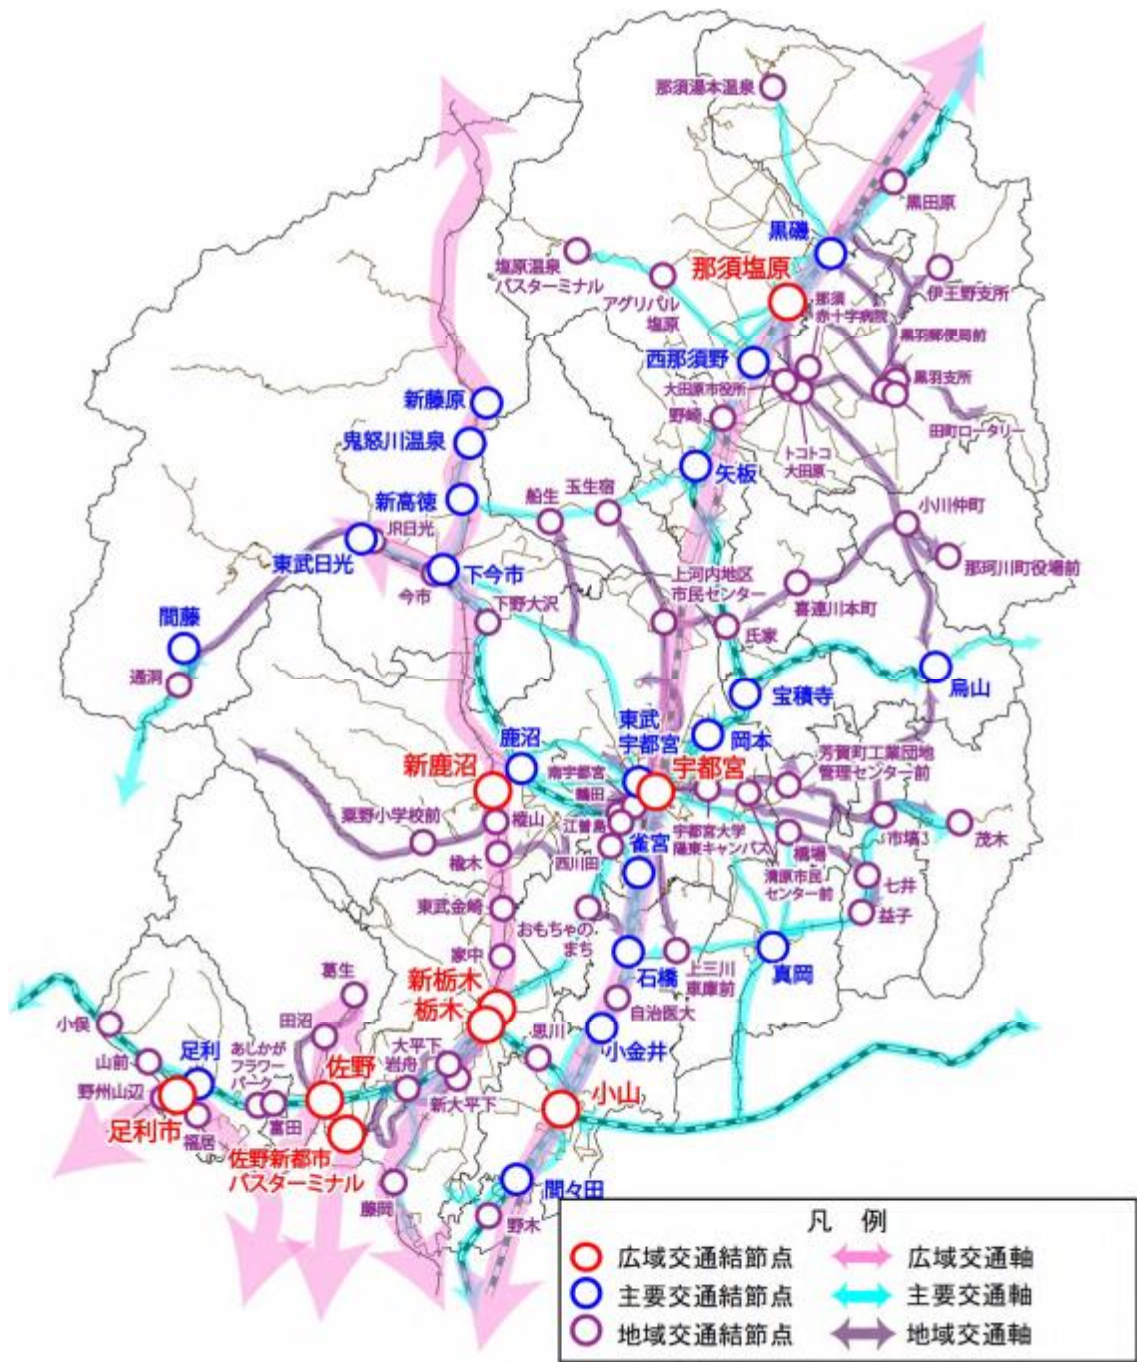 那須湯本温泉
黒田原
黒磯
塩原温泉
バスターミナル
那須塩原
アグリパル
塩原
那須
赤十字病院
伊王野支所
黒羽郵便局前
西那須野
大田原市役所
黒羽支所
新藤原
野崎
田町ロータリー
鬼怒川温泉
トコトコ
大田原
矢板
新高徳
船生
玉生宿
小川仲町
JR日光
東武日光
下今市
今市
那珂川町役場前
上河内地区
市民センター
喜連川本町
下野大沢
氏家
間藤
通洞
烏山
宝積寺
岡本
東武
宇都宮
鹿沼
新鹿沼
宇都宮
南宇都宮
鶴田
江曽島
芳賀町工業団地
管理センター前
粟野小学校前
樅山
宇都宮大学
陽東キャンパス
市塙
茂木
橋場
雀宮
西川田
楡木
清原市民
センター前
七井
益子
東武金崎
おもちゃの
まち
家中
石橋
上三川
車庫前
真岡
新栃木
栃木
自治医大
葛生
田沼
小俣
山前
足利
あしかが
フラワー
パーク
佐野
大平下
岩舟
思川
小金井
野州山辺
足利市
福居
富田
新大平下
小山
佐野新都市
バスターミナル
藤岡
間々田
野木
凡 例
広域交通結節点
広域交通軸
主要交通結節点
主要交通軸
地域交通結節点
地域交通軸